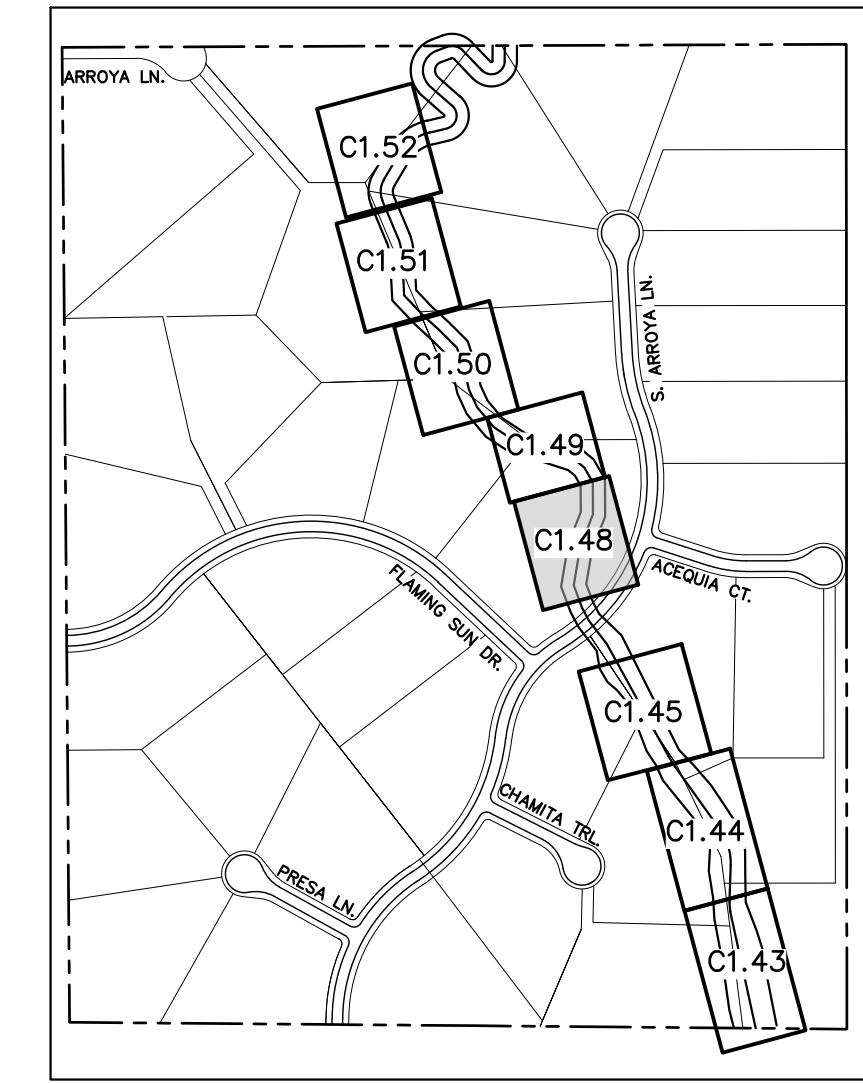 ARROYA LN.
C1.52
C1.51
S. ARROYA LN.
C1.50
C1.49
C1.48
ACEQUIA CT.
FLAMING SUN DR.
C1.45
CHAMITA TRL.
C1.44
PRESA LN.
C1.43